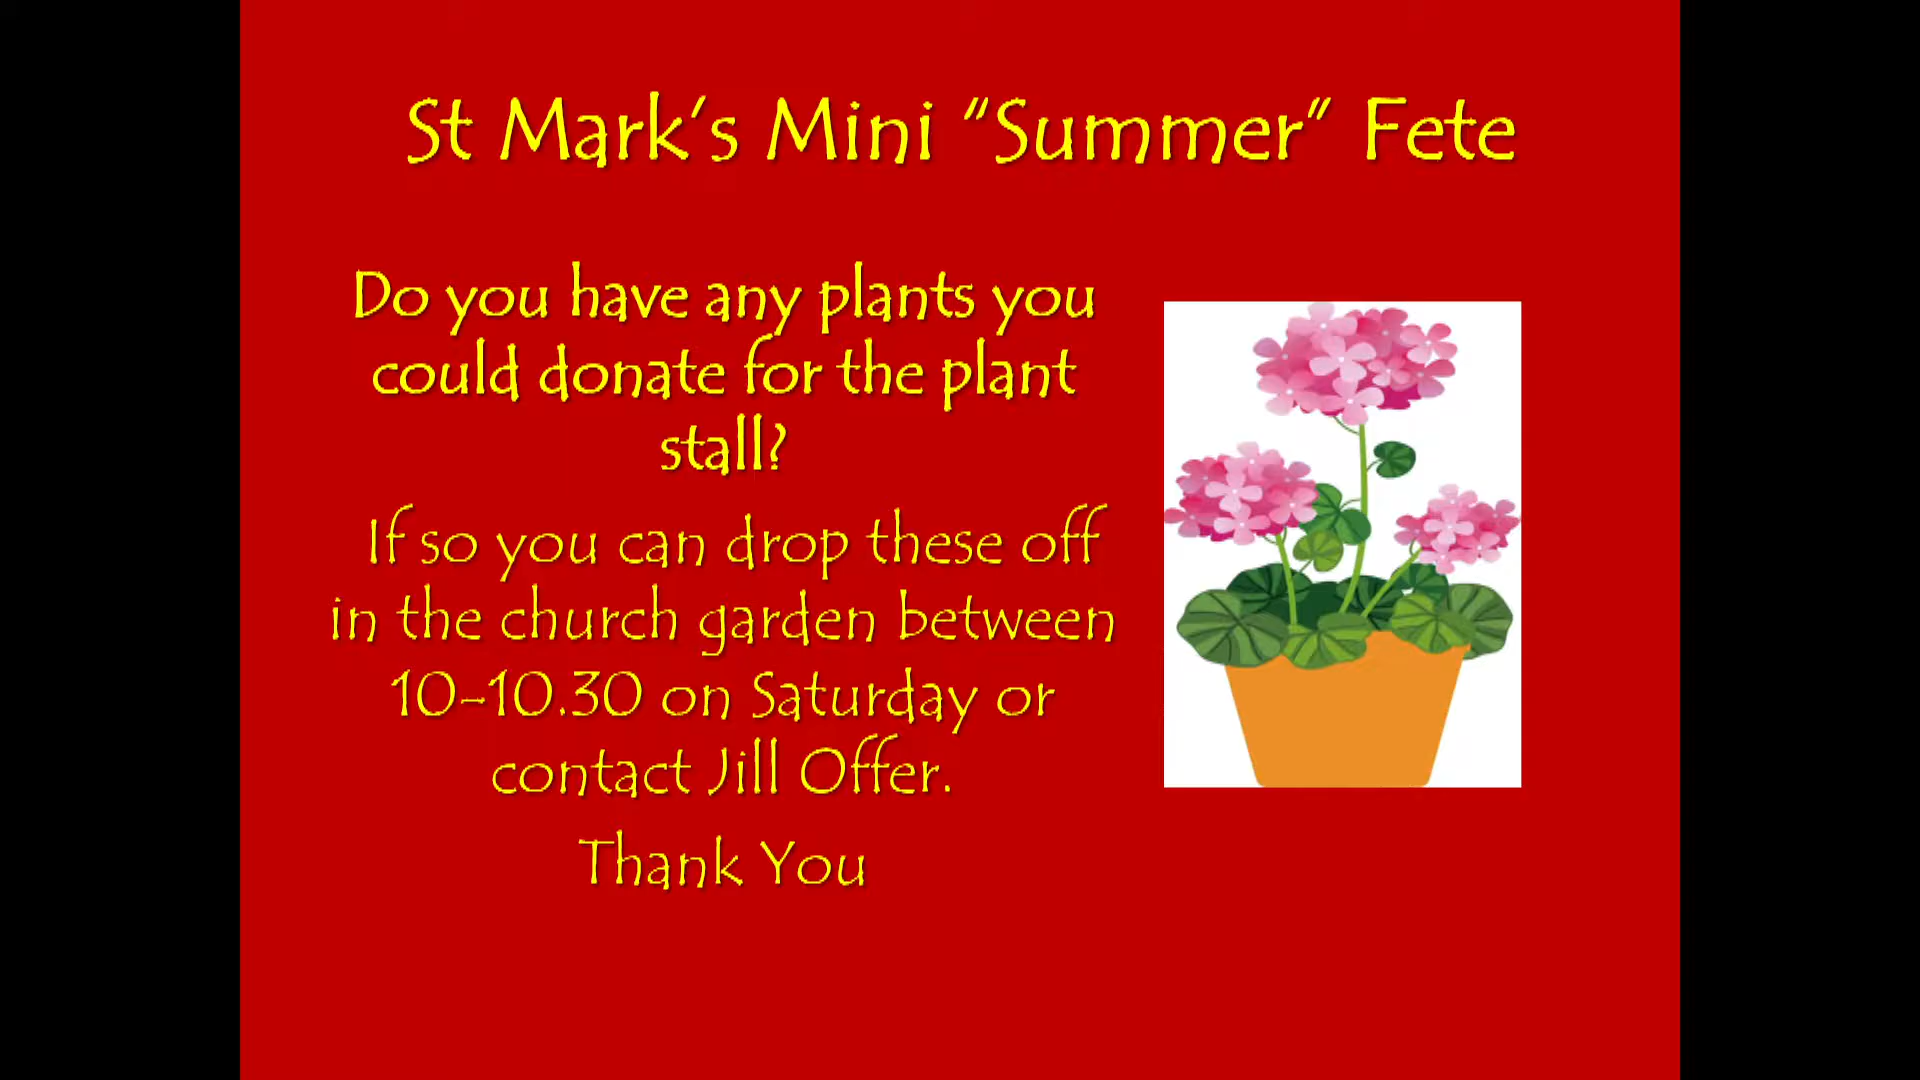 St Mark's Mini "Summer" Fete
Do you have any plants you
could donate for the plant
stall?
If so you can drop these off
in the church garden between
10-10.30 on Saturday or
contact Jill Offer.
Thank You